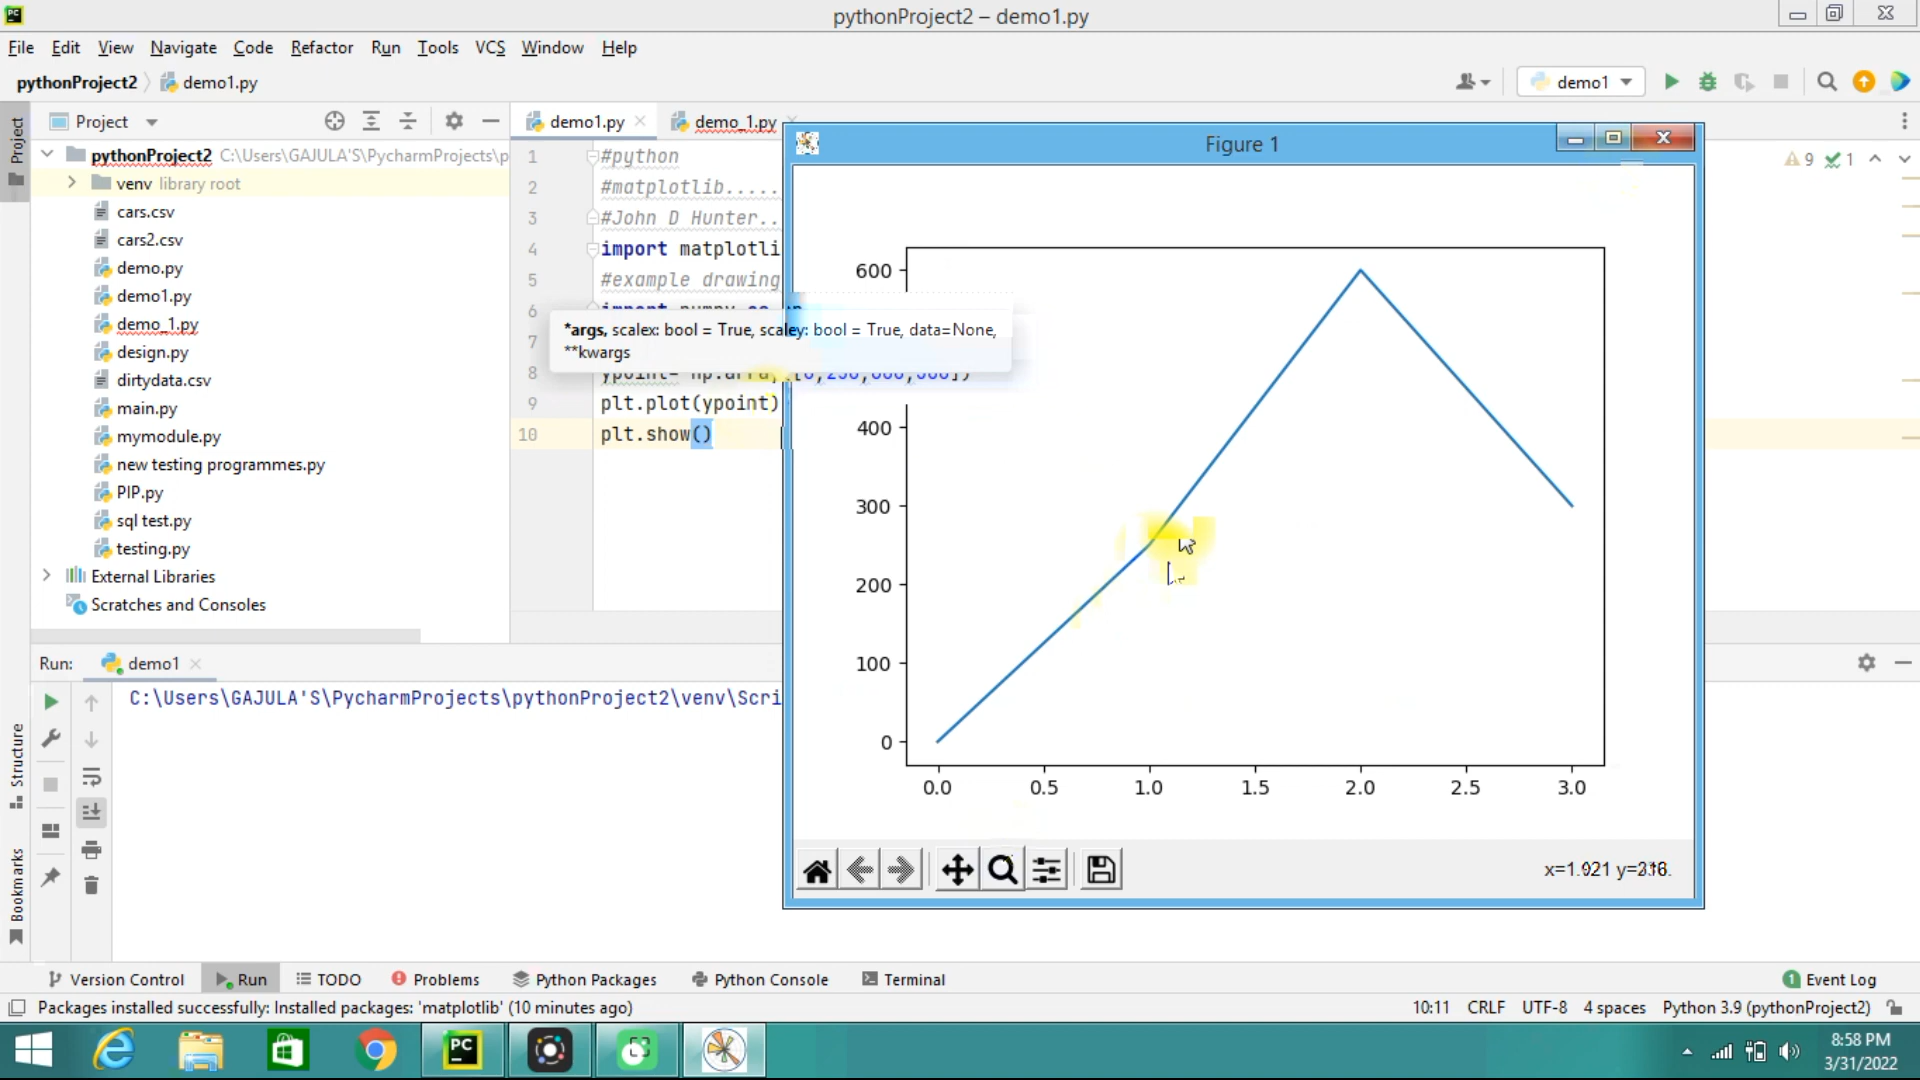 pythonProject2 – demo1.py
File Edit View Navigate Code Refactor Run Tools VCS Window Help
pythonProject2 demo1.py
demo1
Project
Project
demo1.py
demo_1.py
pythonProject2 C:\Users\GAJULA'S\PycharmProjects\p
venv library root
cars.csv
cars2.csv
demo.py
demo1.py
demo_1.py
design.py
dirtydata.csv
main.py
mymodule.py
new testing programmes.py
PIP.py
sql test.py
testing.py
External Libraries
Scratches and Consoles
1 #python
2 #matplotlib.....
3 #John D Hunter..
4 import matplotli
5 #example drawing
6
*args, scalex: bool = True, scaley: bool = True, data=None,
**kwargs
7
8
9 plt.plot(ypoint)
10 plt.show()
9 1
Figure 1
600
400
300
200
100
0
0.0 0.5 1.0 1.5 2.0 2.5 3.0
Run: demo1
C:\Users\GAJULA'S\PycharmProjects\pythonProject2\venv\Scri
Structure
Bookmarks
Version Control Run TODO Problems Python Packages Python Console Terminal
1 Event Log
Packages installed successfully: Installed packages: 'matplotlib' (10 minutes ago)
10:11 CRLF UTF-8 4 spaces Python 3.9 (pythonProject2)
PC
8:58 PM
3/31/2022